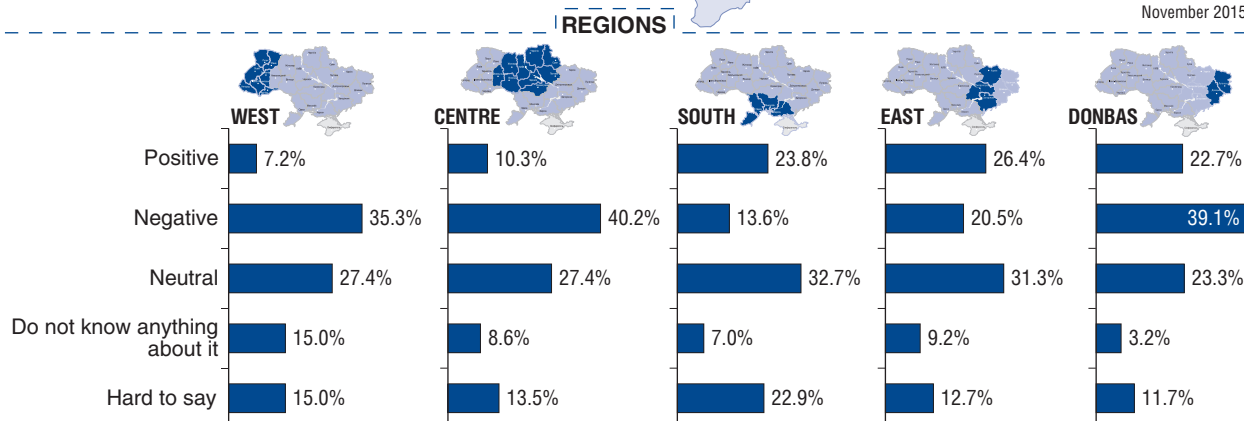 November 2015
REGIONS
WEST CENTRE SOUTH EAST DONBAS
Positive 7.2% 10.3% 23.8% 26.4% 22.7%
Negative 35.3% 40.2% 13.6% 20.5% 39.1%
Neutral 27.4% 27.4% 32.7% 31.3% 23.3%
Do not know anything
about it 15.0% 8.6% 7.0% 9.2% 3.2%
Hard to say 15.0% 13.5% 22.9% 12.7% 11.7%